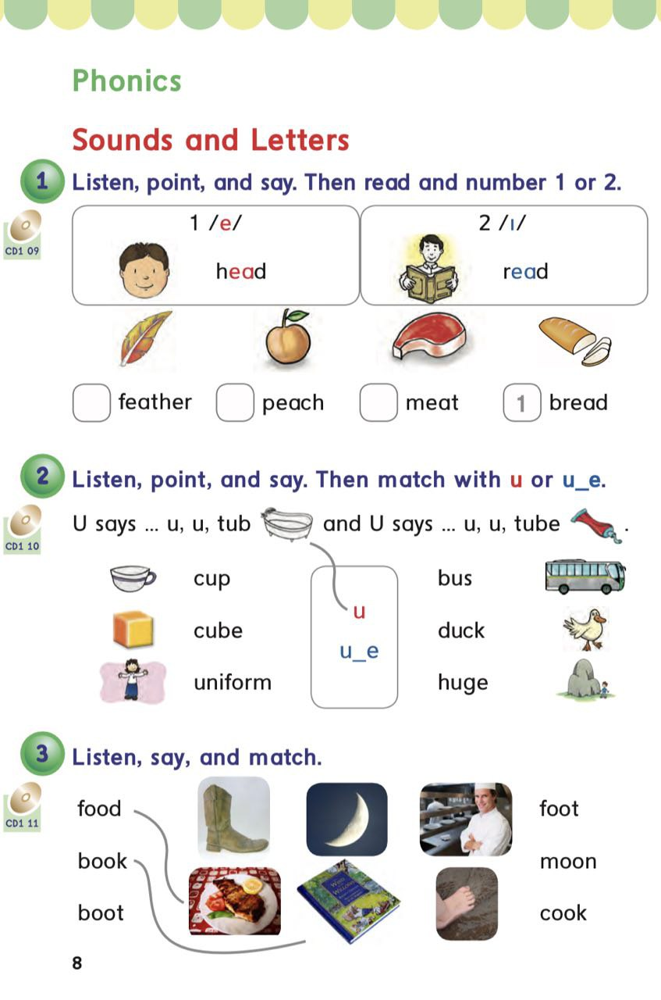 Phonics
Sounds and Letters
1 Listen, point, and say. Then read and number 1 or 2.
CD1 09
1 /e/
head
2 /ɪ/
read
feather peach meat 1 bread
2 Listen, point, and say. Then match with u or u_e.
CD1 10
U says ... u, u, tub and U says ... u, u, tube .
cup
cube
uniform
u
u_e
bus
duck
huge
3 Listen, say, and match.
CD1 11
food
book
boot
WIND
WILLOWS
foot
moon
cook
8